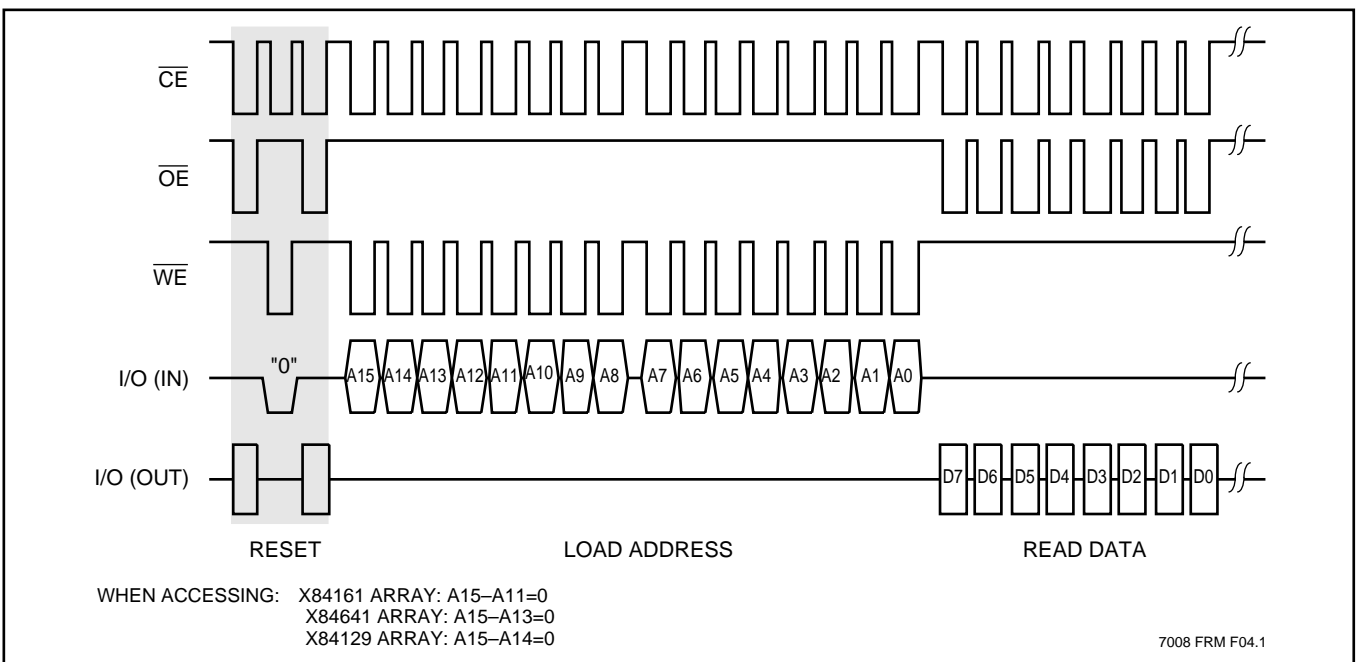 CE
OE
WE
I/O (IN)
"0"
A15 A14 A13 A12 A11 A10 A9 A8 A7 A6 A5 A4 A3 A2 A1 A0
I/O (OUT)
D7 D6 D5 D4 D3 D2 D1 D0
RESET LOAD ADDRESS READ DATA
WHEN ACCESSING: X84161 ARRAY: A15–A11=0
X84641 ARRAY: A15–A13=0
X84129 ARRAY: A15–A14=0
7008 FRM F04.1